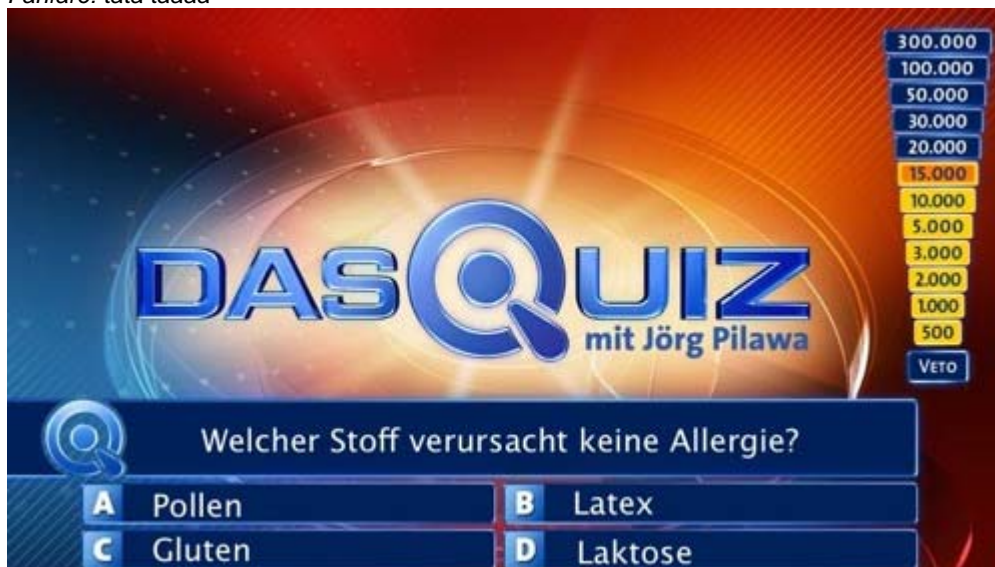 300.000
100.000
50.000
30.000
20.000
15.000
10.000
5.000
3.000
2.000
1.000
500
VETO
DAS QUIZ
mit Jörg Pilawa
Welcher Stoff verursacht keine Allergie?
A Pollen
B Latex
C Gluten
D Laktose